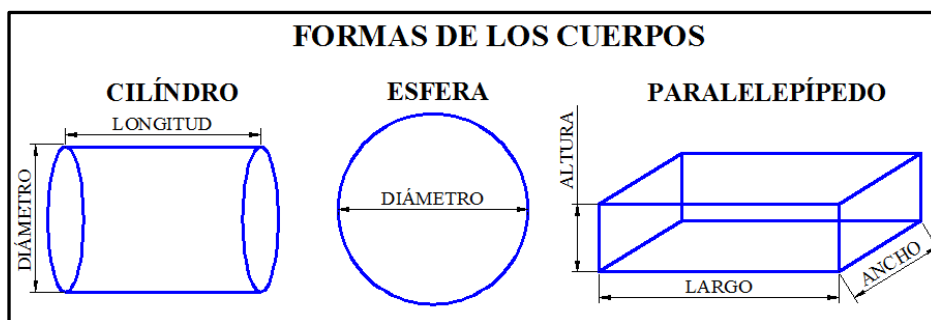 FORMAS DE LOS CUERPOS
CILÍNDRO
LONGITUD
DIÁMETRO
ESFERA
DIÁMETRO
PARALELEPÍPEDO
ALTURA
LARGO
ANCHO